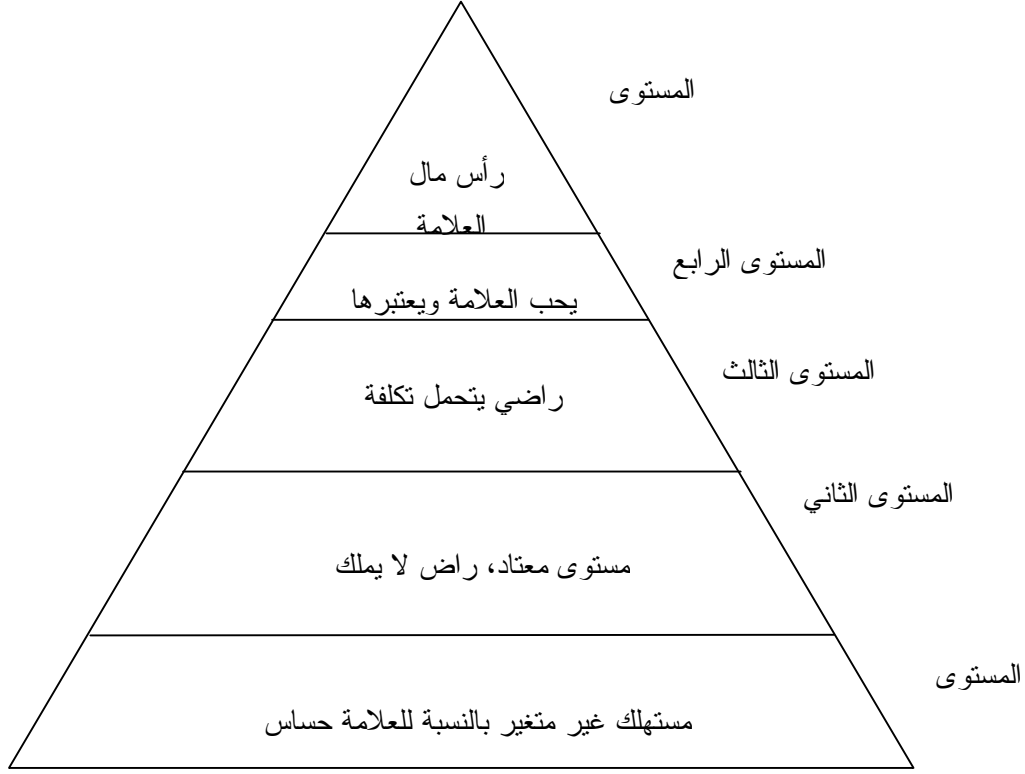 المستوى
رأس مال
العلامة
المستوى الرابع
يحب العلامة ويعتبرها
المستوى الثالث
راضي يتحمل تكلفة
المستوى الثاني
مستوى معتاد، راض لا يملك
المستوى
مستهلك غير متغير بالنسبة للعلامة حساس